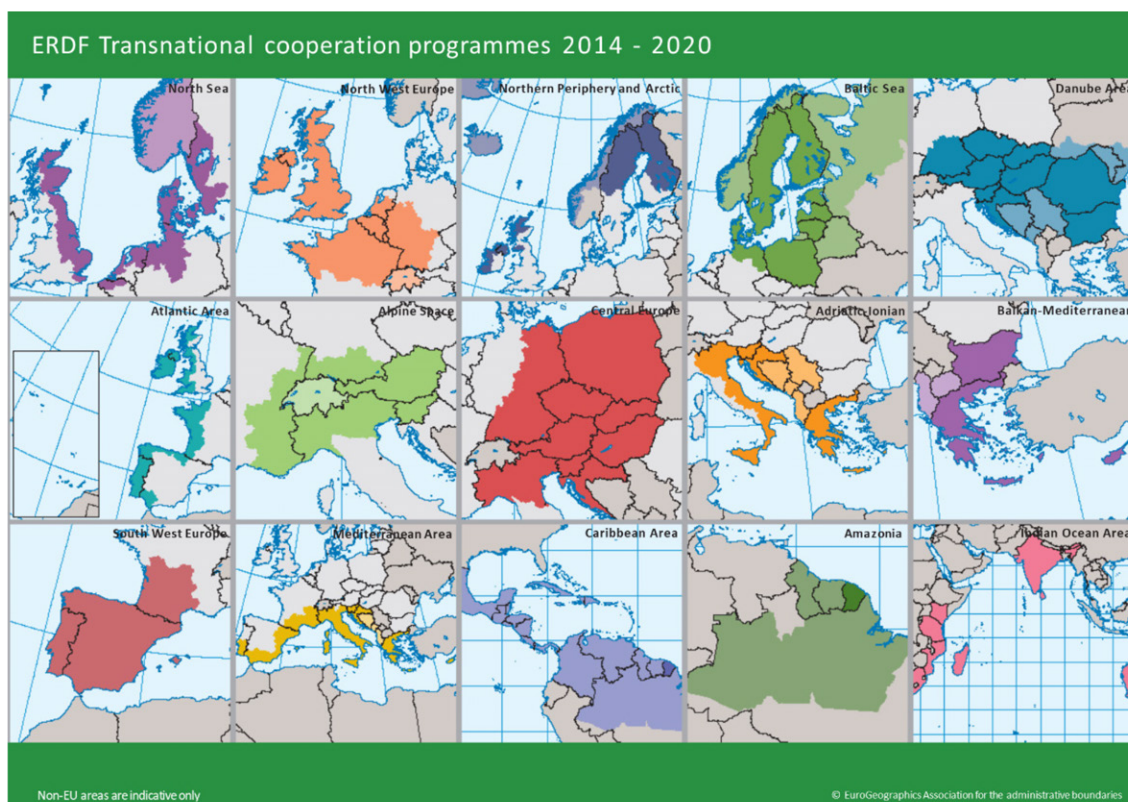 ERDF Transnational cooperation programmes 2014 - 2020
North Sea
North West Europe
Northern Periphery and Arctic
Baltic Sea
Danube Area
Atlantic Area
Alpine Space
Central Europe
Adriatic-Ionian
Balkan-Mediterranean
South West Europe
Mediterranean Area
Caribbean Area
Amazonia
Indian Ocean Area
Non-EU areas are indicative only
© EuroGeographics Association for the administrative boundaries